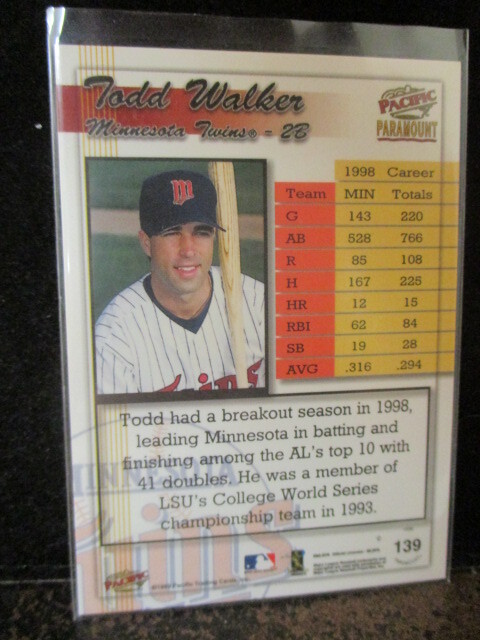 Todd Walker
Minnesota Twins® - 2B
PACIFIC
PARAMOUNT
1998 Career
Team MIN Totals
G 143 220
AB 528 766
R 85 108
H 167 225
HR 12 15
RBI 62 84
SB 19 28
AVG .316 .294
M
Todd had a breakout season in 1998,
leading Minnesota in batting and
finishing among the AL's top 10 with
41 doubles. He was a member of
LSU's College World Series
championship team in 1993.
139
PACIFIC